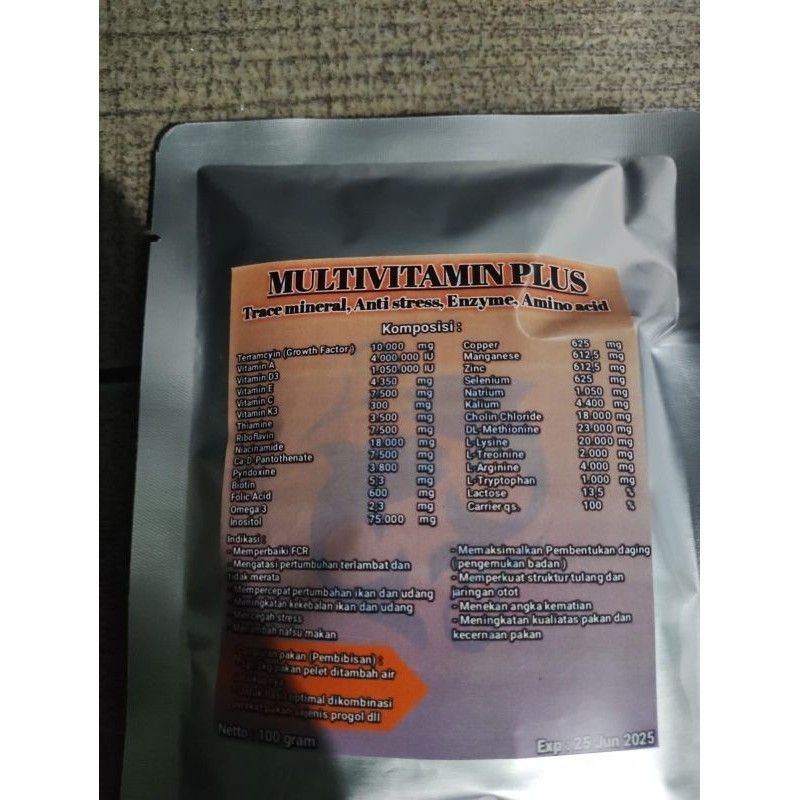 MULTIVITAMIN PLUS
Trace mineral, Anti stress, Enzyme, Amino acid
Komposisi :
Terramcyin (Growth Factor) 10.000 mg
Vitamin A 4.000.000 IU
Vitamin D3 1.050.000 IU
Vitamin E 4.350 mg
Vitamin C 7.500 mg
Vitamin K3 300 mg
Thiamine 3.500 mg
Riboflavin 7.500 mg
Niacinamide 18.000 mg
Ca-D-Pantothenate 7.500 mg
Pyridoxine 3.800 mg
Biotin 5,3 mg
Folic Acid 600 mg
Omega 3 2,3 mg
Inositol 75.000 mg
Copper 625 mg
Manganese 612,5 mg
Zinc 612,5 mg
Selenium 625 mg
Natrium 1.050 mg
Kalium 4.400 mg
Cholin Chloride 18.000 mg
DL-Methionine 23.000 mg
L-Lysine 20.000 mg
L-Treoinine 2.000 mg
L-Arginine 4.000 mg
L-Tryptophan 1.000 mg
Lactose 13,5 %
Carrier qs. 100 %
Indikasi :
- Memperbaiki FCR
- Mengatasi pertumbuhan terlambat dan
tidak merata
- Mempercepat pertumbahan ikan dan udang
- Meningkatan kekebalan ikan dan udang
- Mencegah stress
- Menambah nafsu makan
- Memaksimalkan Pembentukan daging
(pengemukan badan)
- Memperkuat struktur tulang dan
jaringan otot
- Menekan angka kematian
- Meningkatan kualiatas pakan dan
kecernaan pakan
pakan (Pembibisan) :
pakan pelet ditambah air
optimal dikombinasi
perekat pakan sejenis progol dll
Netto : 100 gram
Exp : 25 Jun 2025